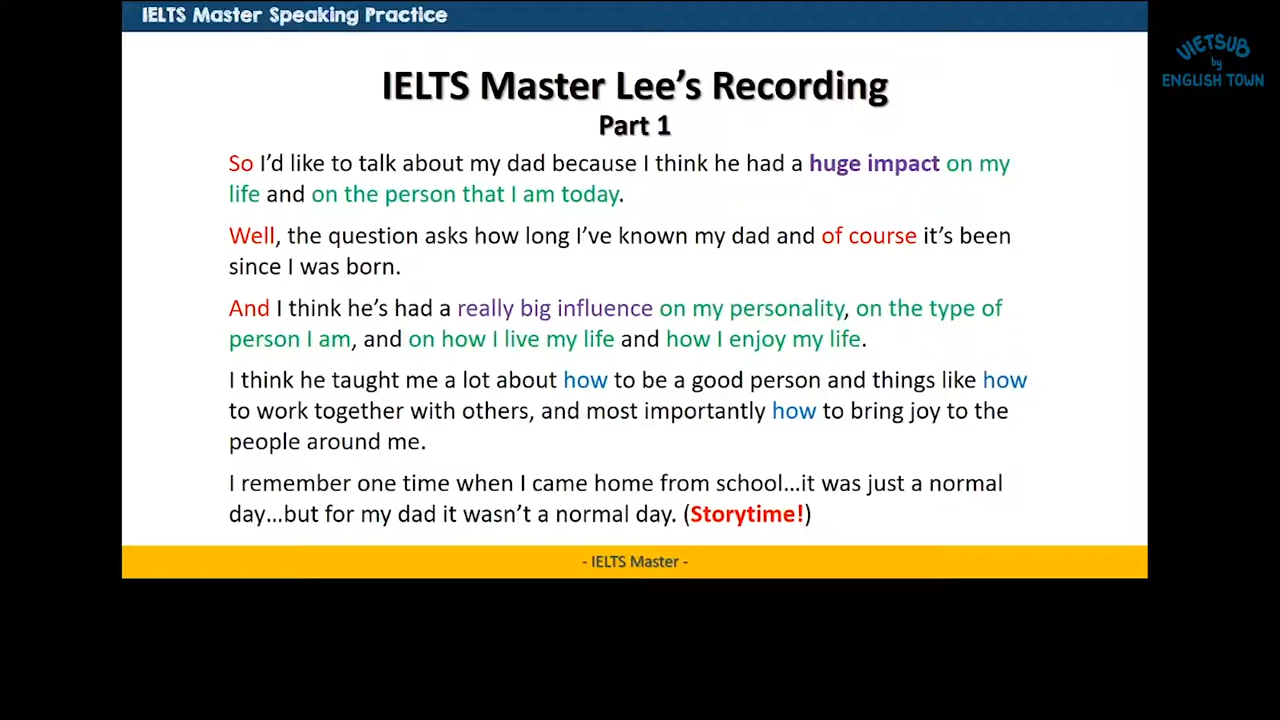 IELTS Master Speaking Practice
VIETSUB
by
ENGLISH TOWN
IELTS Master Lee's Recording
Part 1
So I'd like to talk about my dad because I think he had a huge impact on my
life and on the person that I am today.
Well, the question asks how long I've known my dad and of course it's been
since I was born.
And I think he's had a really big influence on my personality, on the type of
person I am, and on how I live my life and how I enjoy my life.
I think he taught me a lot about how to be a good person and things like how
to work together with others, and most importantly how to bring joy to the
people around me.
I remember one time when I came home from school…it was just a normal
day…but for my dad it wasn't a normal day. (Storytime!)
- IELTS Master -